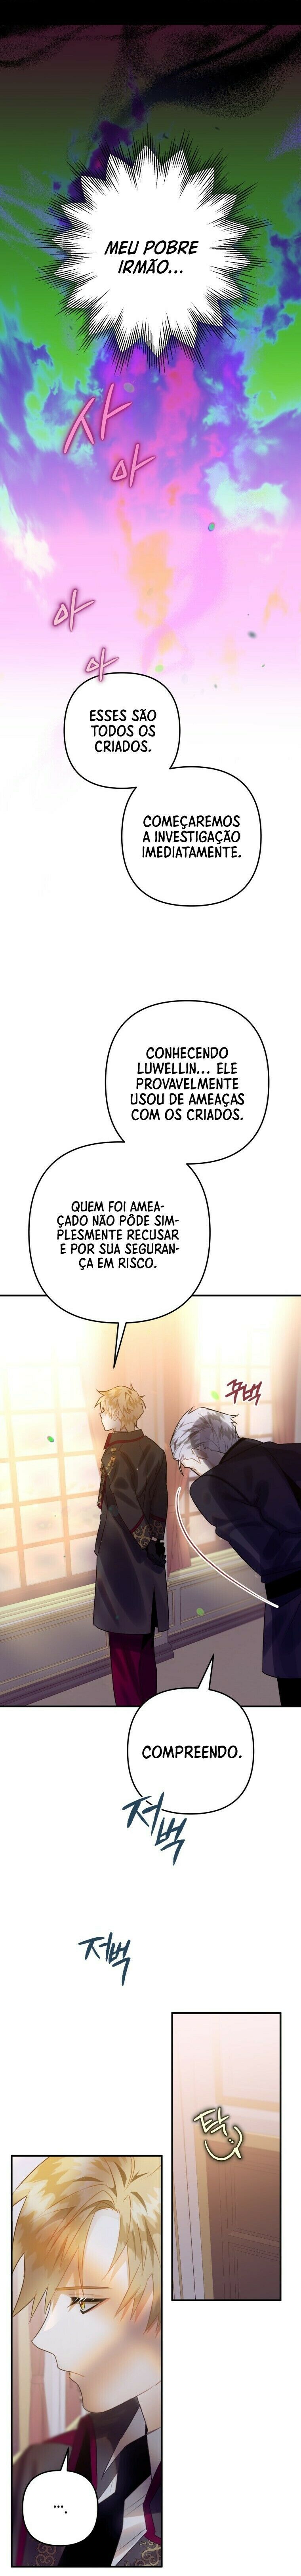 MEU POBRE
IRMÃO...
사
아
아
아
ESSES SÃO
TODOS OS
CRIADOS.
COMEÇAREMOS
A INVESTIGAÇÃO
IMEDIATAMENTE.
CONHECENDO
LUWELLIN... ELE
PROVAVELMENTE
USOU DE AMEAÇAS
COM OS CRIADOS.
QUEM FOI AMEA-
ÇADO NÃO PÔDE SIM-
PLESMENTE RECUSAR
E POR SUA SEGURAN-
ÇA EM RISCO.
꾸벅
COMPREENDO.
저벅
저벅
탁
...